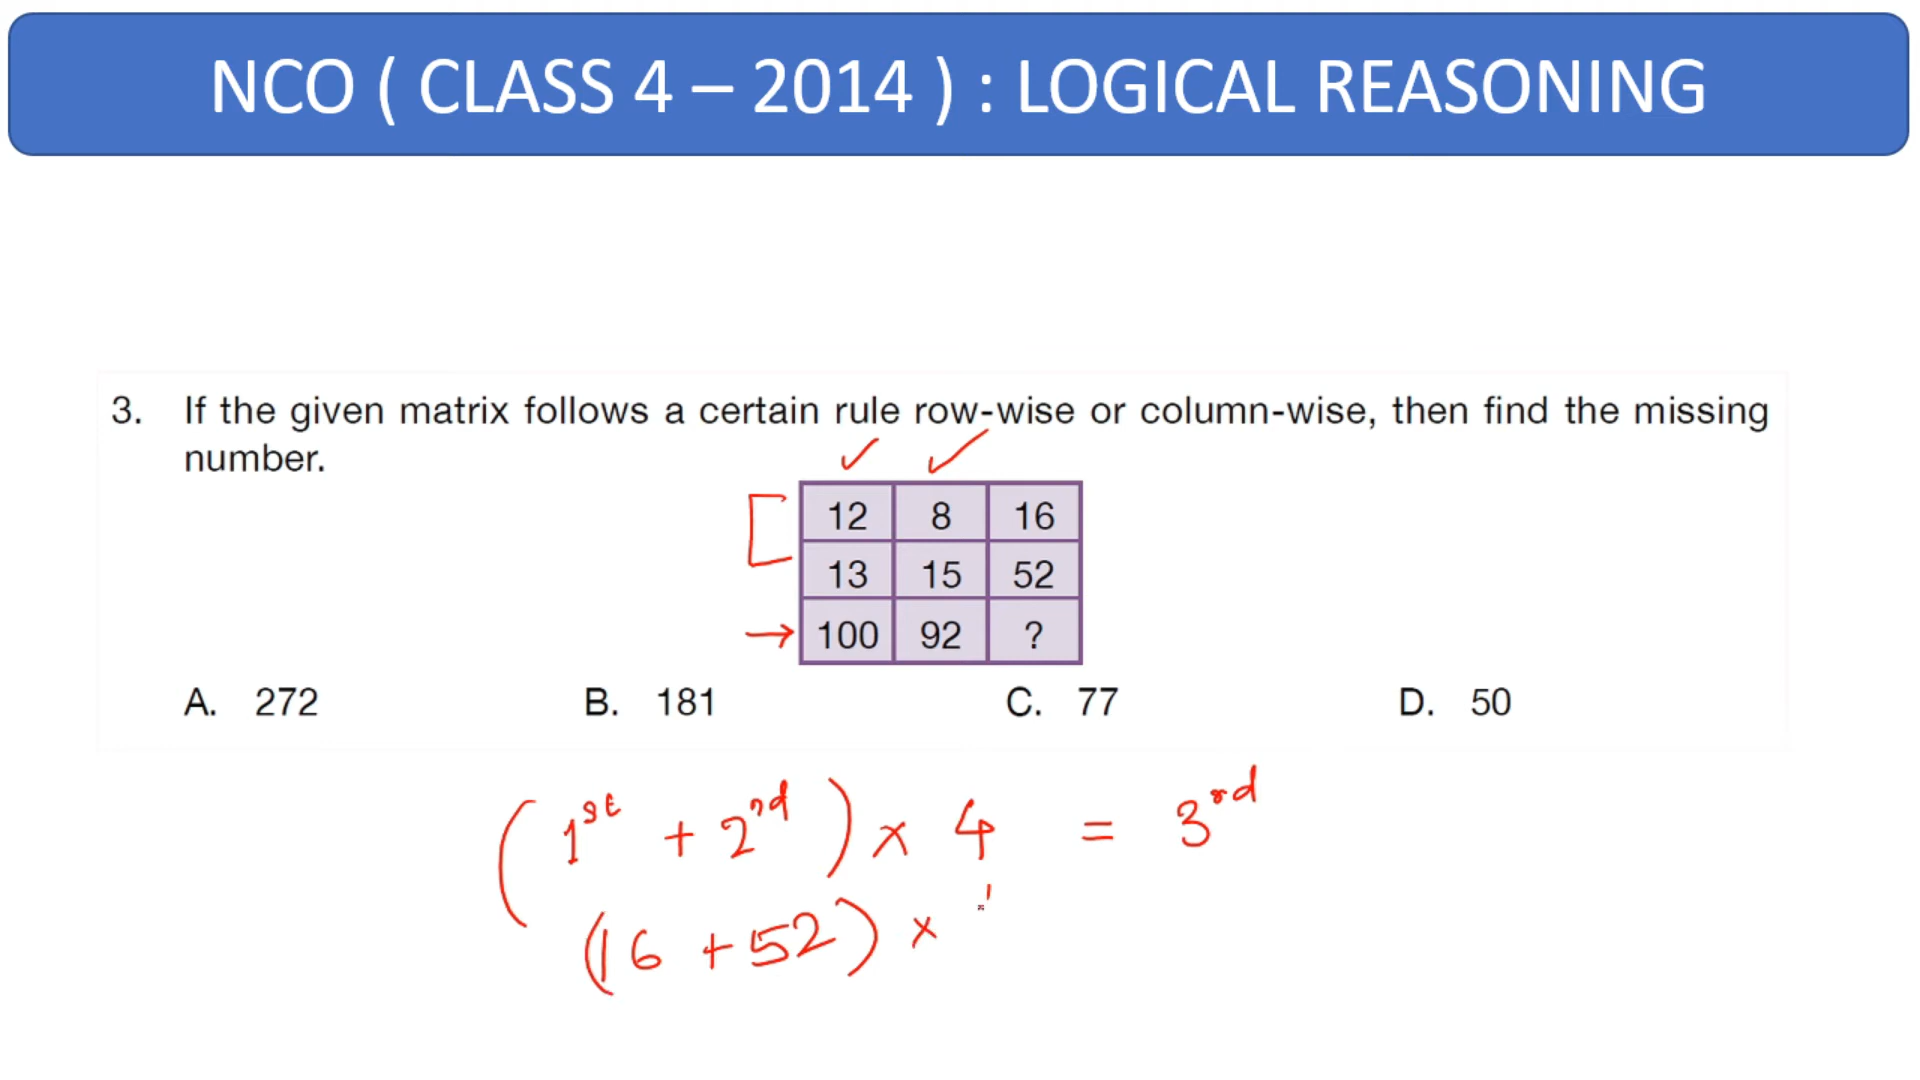 NCO ( CLASS 4 – 2014 ) : LOGICAL REASONING
3. If the given matrix follows a certain rule row-wise or column-wise, then find the missing
number.
12 8 16
13 15 52
100 92 ?
A. 272 B. 181 C. 77 D. 50
(1st + 2nd) × 4 = 3rd
(16 + 52) ×